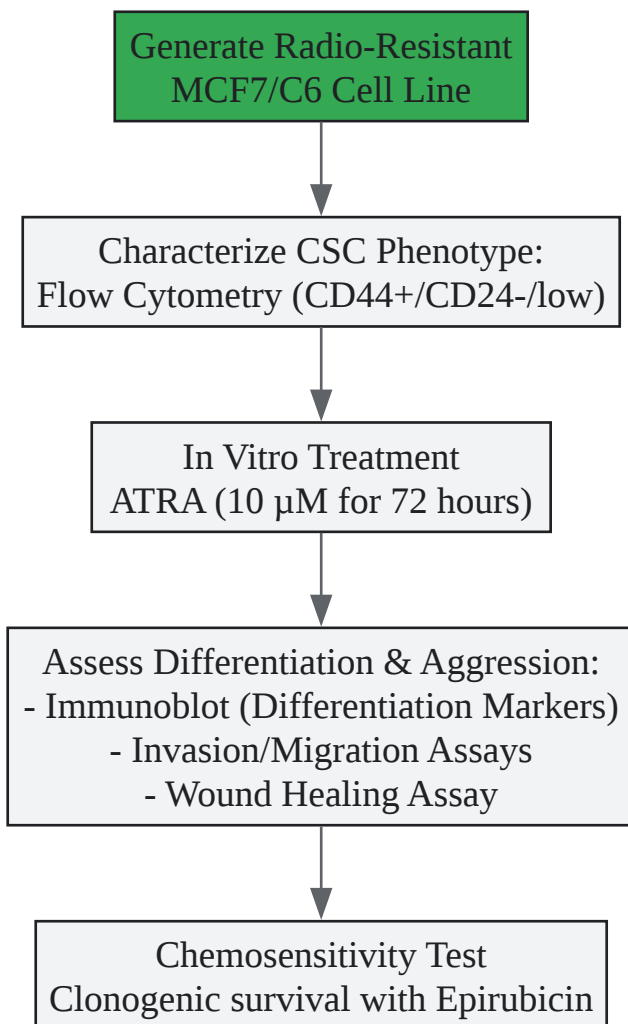 Generate Radio-Resistant
MCF7/C6 Cell Line
Characterize CSC Phenotype:
Flow Cytometry (CD44+/CD24-/low)
In Vitro Treatment
ATRA (10 µM for 72 hours)
Assess Differentiation & Aggression:
- Immunoblot (Differentiation Markers)
- Invasion/Migration Assays
- Wound Healing Assay
Chemosensitivity Test
Clonogenic survival with Epirubicin